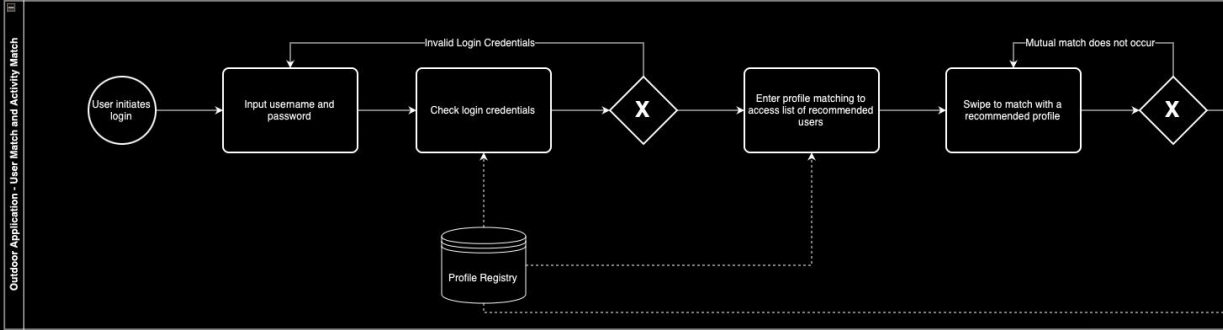 Outdoor Application - User Match and Activity Match
Invalid Login Credentials
Mutual match does not occur
User initiates
login
Input username and
password
Check login credentials
X
Enter profile matching to
access list of recommended
users
Swipe to match with a
recommended profile
X
Profile Registry